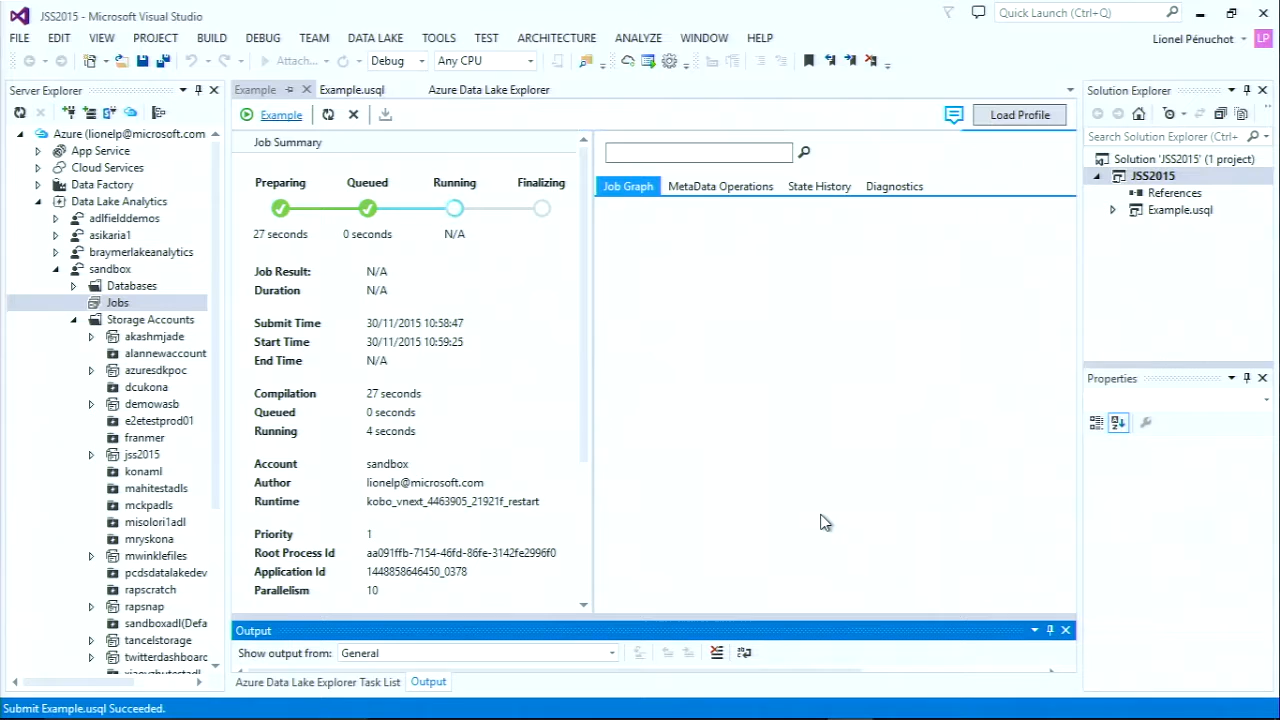 JSS2015 - Microsoft Visual Studio
Quick Launch (Ctrl+Q)
FILE EDIT VIEW PROJECT BUILD DEBUG TEAM DATA LAKE TOOLS TEST ARCHITECTURE ANALYZE WINDOW HELP
Lionel Pénuchot LP
Attach... Debug Any CPU
Server Explorer
Azure (lionelp@microsoft.com
App Service
Cloud Services
Data Factory
Data Lake Analytics
adlfielddemos
asikaria1
braymerlakeanalytics
sandbox
Databases
Jobs
Storage Accounts
akashmjade
alannewaccount
azuresdkpoc
dcukona
demowasb
e2etestprod01
franmer
jss2015
konaml
mahitestadls
mckpadls
misolori1adl
mryskona
mwinklefiles
pcdsdatalakedev
rapscratch
rapsnap
sandboxadl(Defa
tancelstorage
twitterdashboarc
Example Example.usql Azure Data Lake Explorer
Example Load Profile
Job Summary
Preparing Queued Running Finalizing
27 seconds 0 seconds N/A
Job Result: N/A
Duration N/A
Submit Time 30/11/2015 10:58:47
Start Time 30/11/2015 10:59:25
End Time N/A
Compilation 27 seconds
Queued 0 seconds
Running 4 seconds
Account sandbox
Author lionelp@microsoft.com
Runtime kobo_vnext_4463905_21921f_restart
Priority 1
Root Process Id aa091ffb-7154-46fd-86fe-3142fe2996f0
Application Id 1448858646450_0378
Parallelism 10
Job Graph MetaData Operations State History Diagnostics
Output
Show output from: General
Azure Data Lake Explorer Task List Output
Solution Explorer
Search Solution Explorer (Ctrl+
Solution 'JSS2015' (1 project)
JSS2015
References
Example.usql
Properties
Submit Example.usql Succeeded.